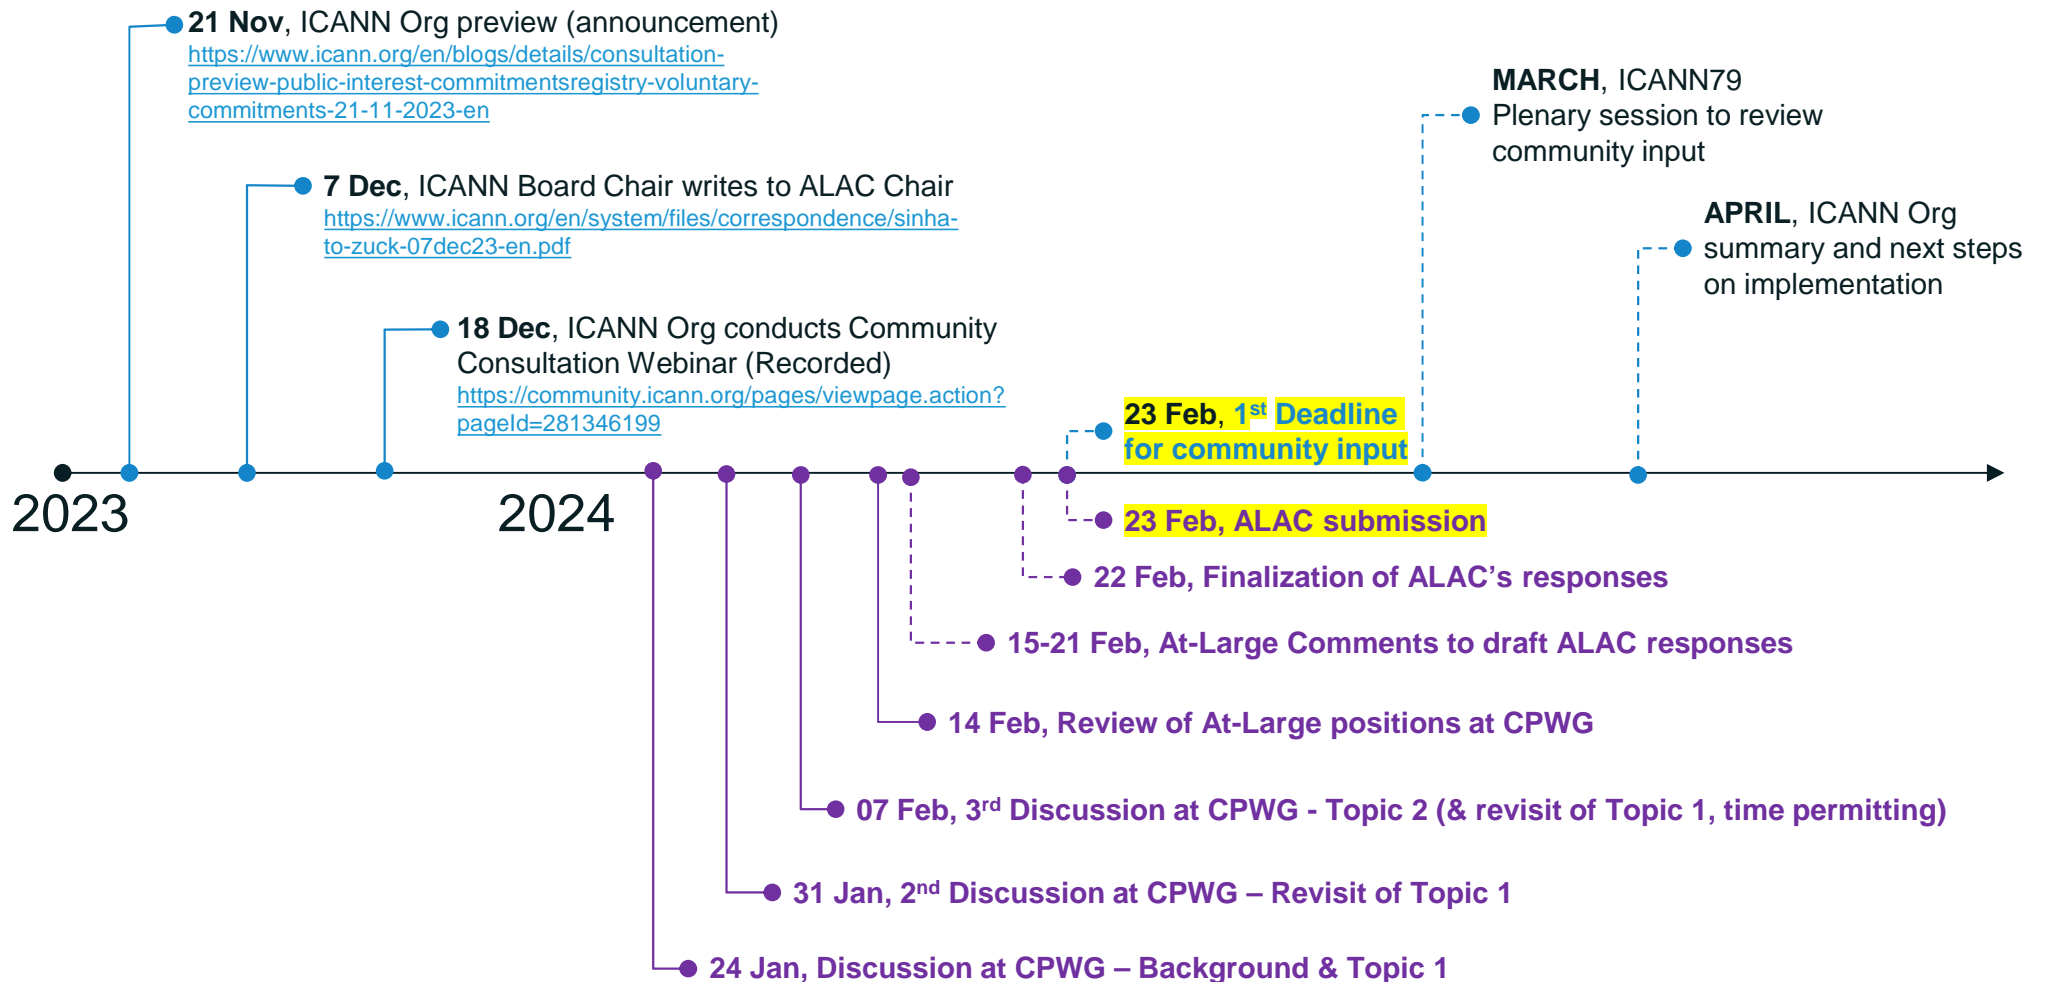 21 Nov, ICANN Org preview (announcement)
https://www.icann.org/en/blogs/details/consultation-
preview-public-interest-commitmentsregistry-voluntary-
commitments-21-11-2023-en
7 Dec, ICANN Board Chair writes to ALAC Chair
https://www.icann.org/en/system/files/correspondence/sinha-
to-zuck-07dec23-en.pdf
18 Dec, ICANN Org conducts Community
Consultation Webinar (Recorded)
https://community.icann.org/pages/viewpage.action?
pageId=281346199
MARCH, ICANN79
Plenary session to review
community input
APRIL, ICANN Org
summary and next steps
on implementation
23 Feb, 1st Deadline
for community input
2023
2024
23 Feb, ALAC submission
22 Feb, Finalization of ALAC’s responses
15-21 Feb, At-Large Comments to draft ALAC responses
14 Feb, Review of At-Large positions at CPWG
07 Feb, 3rd Discussion at CPWG - Topic 2 (& revisit of Topic 1, time permitting)
31 Jan, 2nd Discussion at CPWG – Revisit of Topic 1
24 Jan, Discussion at CPWG – Background & Topic 1